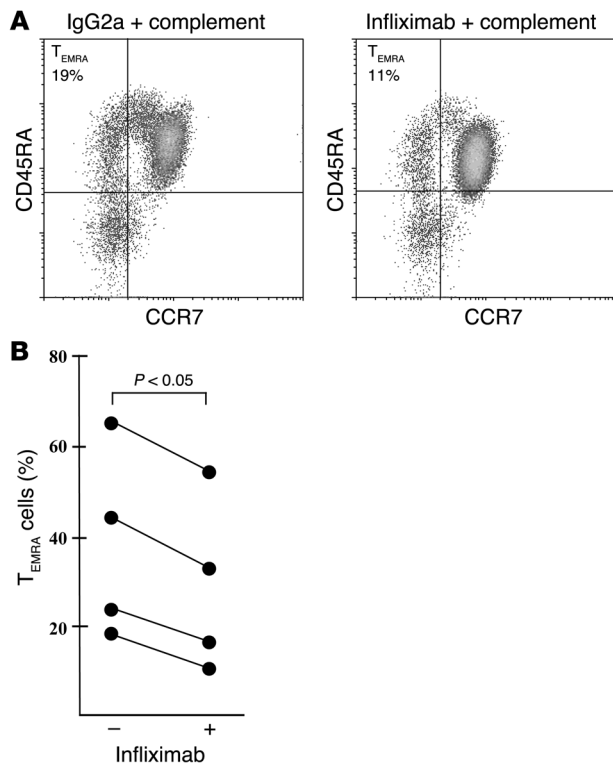 A
IgG2a + complement
Infliximab + complement
TEMRA
19%
TEMRA
11%
CD45RA
CD45RA
CCR7
CCR7
B
80
P < 0.05
60
40
20
TEMRA cells (%)
− +
Infliximab